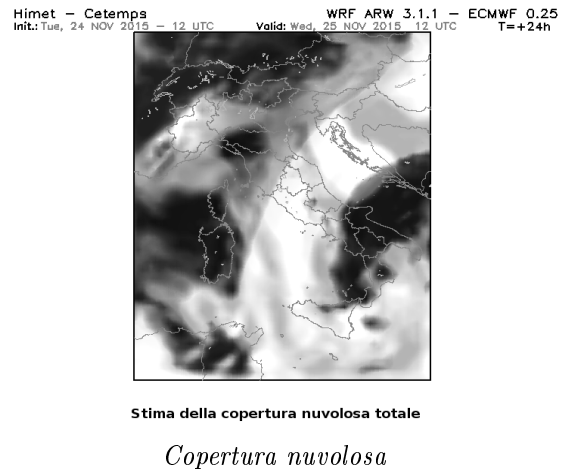 Himet – Cetemps WRF ARW 3.1.1 – ECMWF 0.25
Init.: Tue, 24 NOV 2015 – 12 UTC Valid: Wed, 25 NOV 2015 12 UTC T=+24h
Stima della copertura nuvolosa totale
Copertura nuvolosa